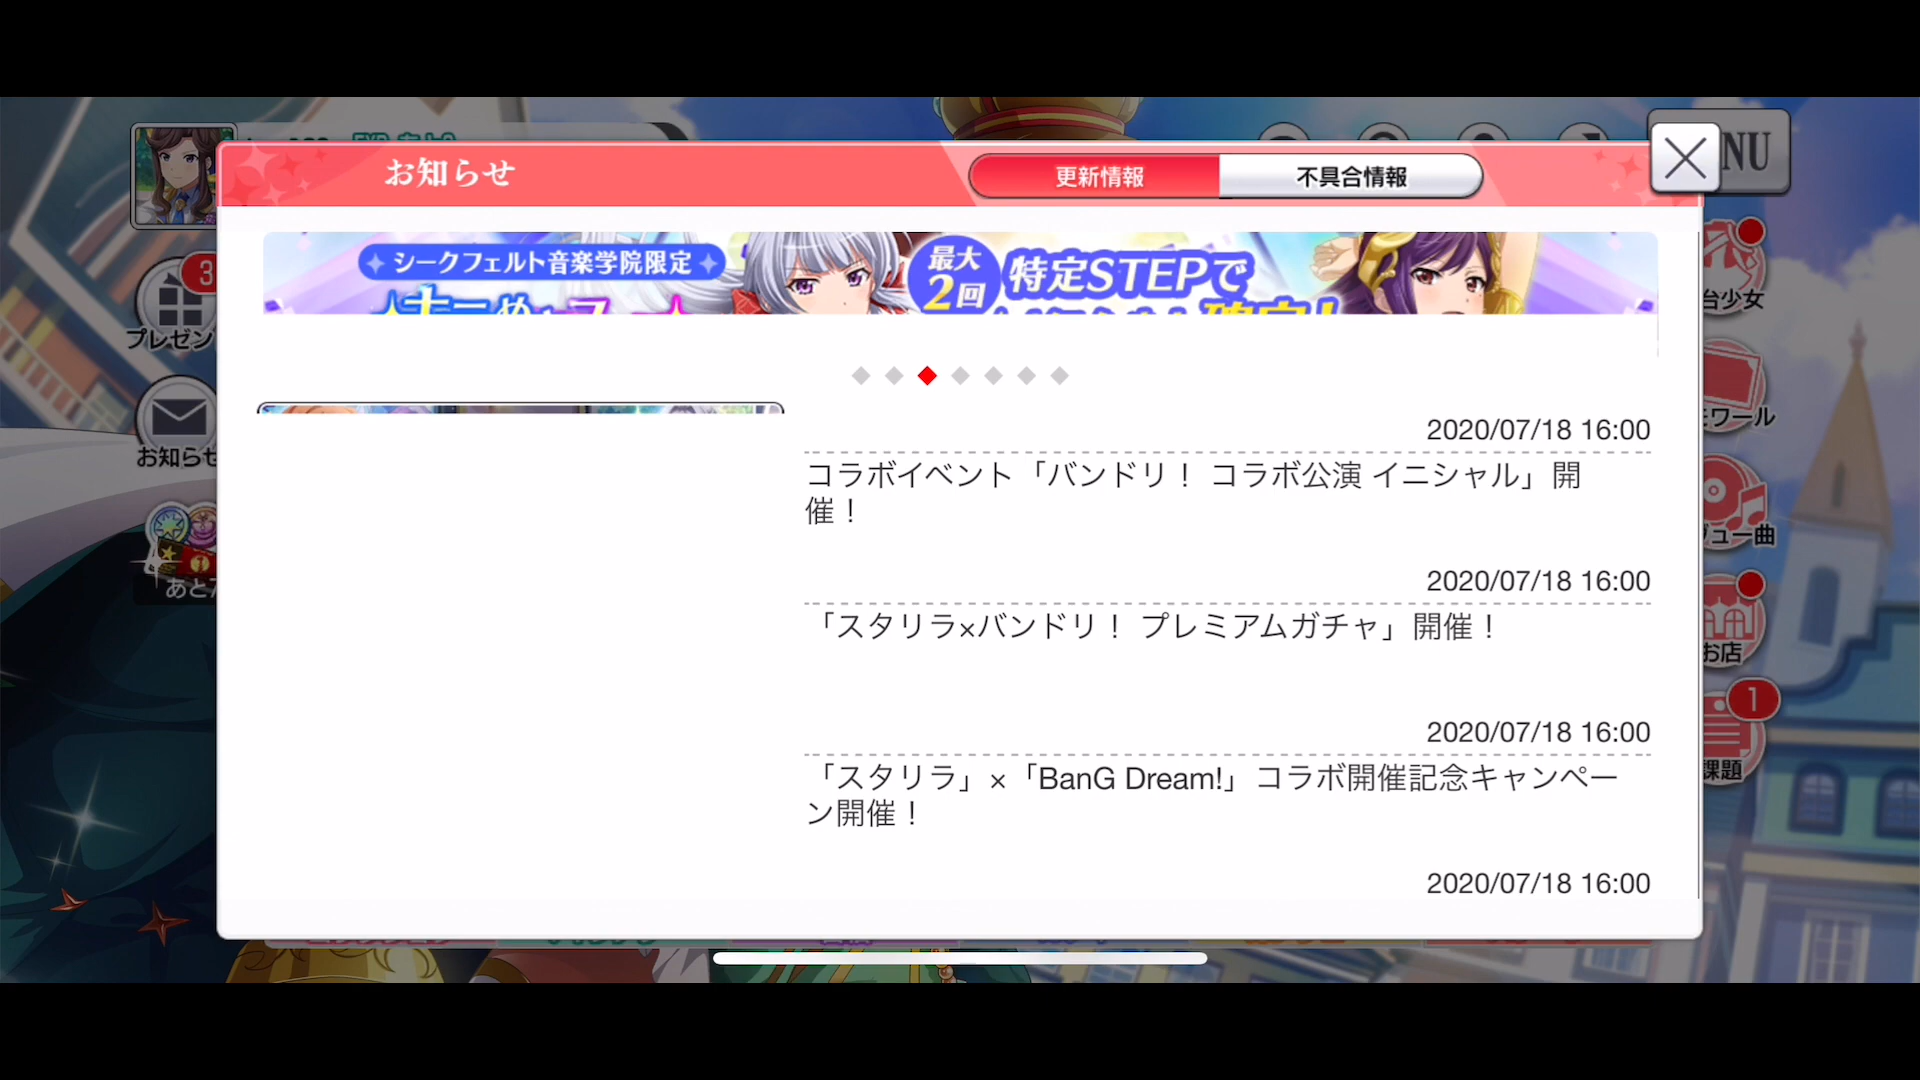 お知らせ
更新情報
不具合情報
NU
シークフェルト音楽学院限定
最大
2回
特定STEPで
3
プレゼン
お知らせ
あと
台少女
ワール
ュー曲
お店
1
課題
2020/07/18 16:00
コラボイベント「バンドリ！ コラボ公演 イニシャル」開
催！
2020/07/18 16:00
「スタリラ×バンドリ！ プレミアムガチャ」開催！
2020/07/18 16:00
「スタリラ」×「BanG Dream!」コラボ開催記念キャンペー
ン開催！
2020/07/18 16:00